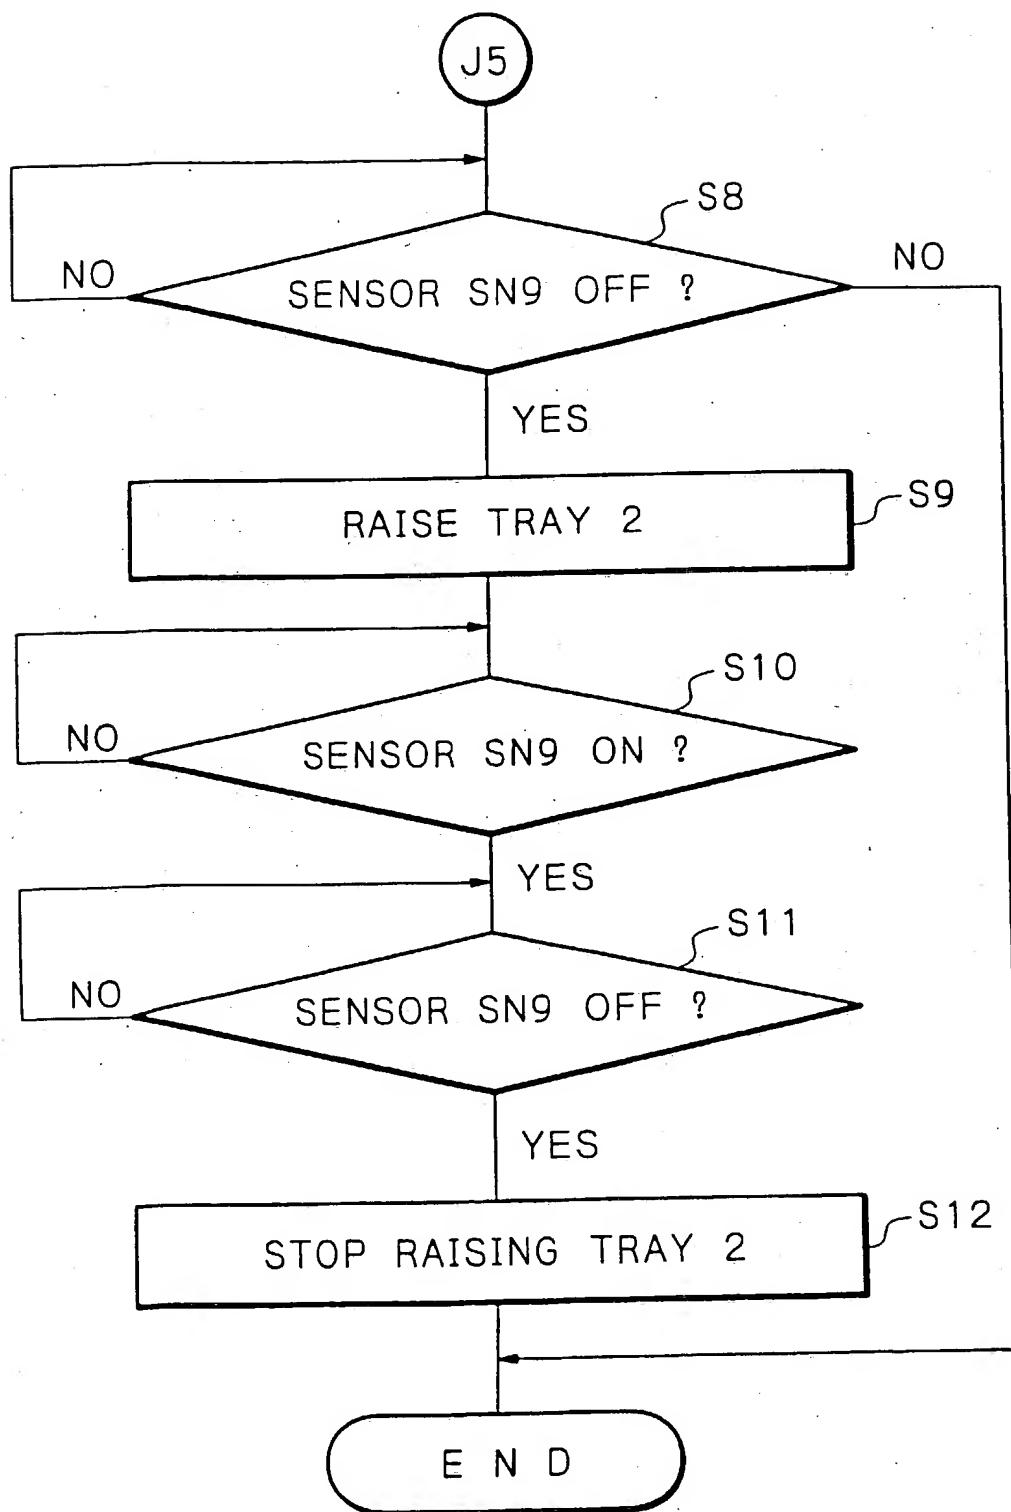 J5
S8
NO
NO
SENSOR SN9 OFF ?
YES
S9
RAISE TRAY 2
S10
NO
SENSOR SN9 ON ?
YES
S11
NO
SENSOR SN9 OFF ?
YES
S12
STOP RAISING TRAY 2
E N D